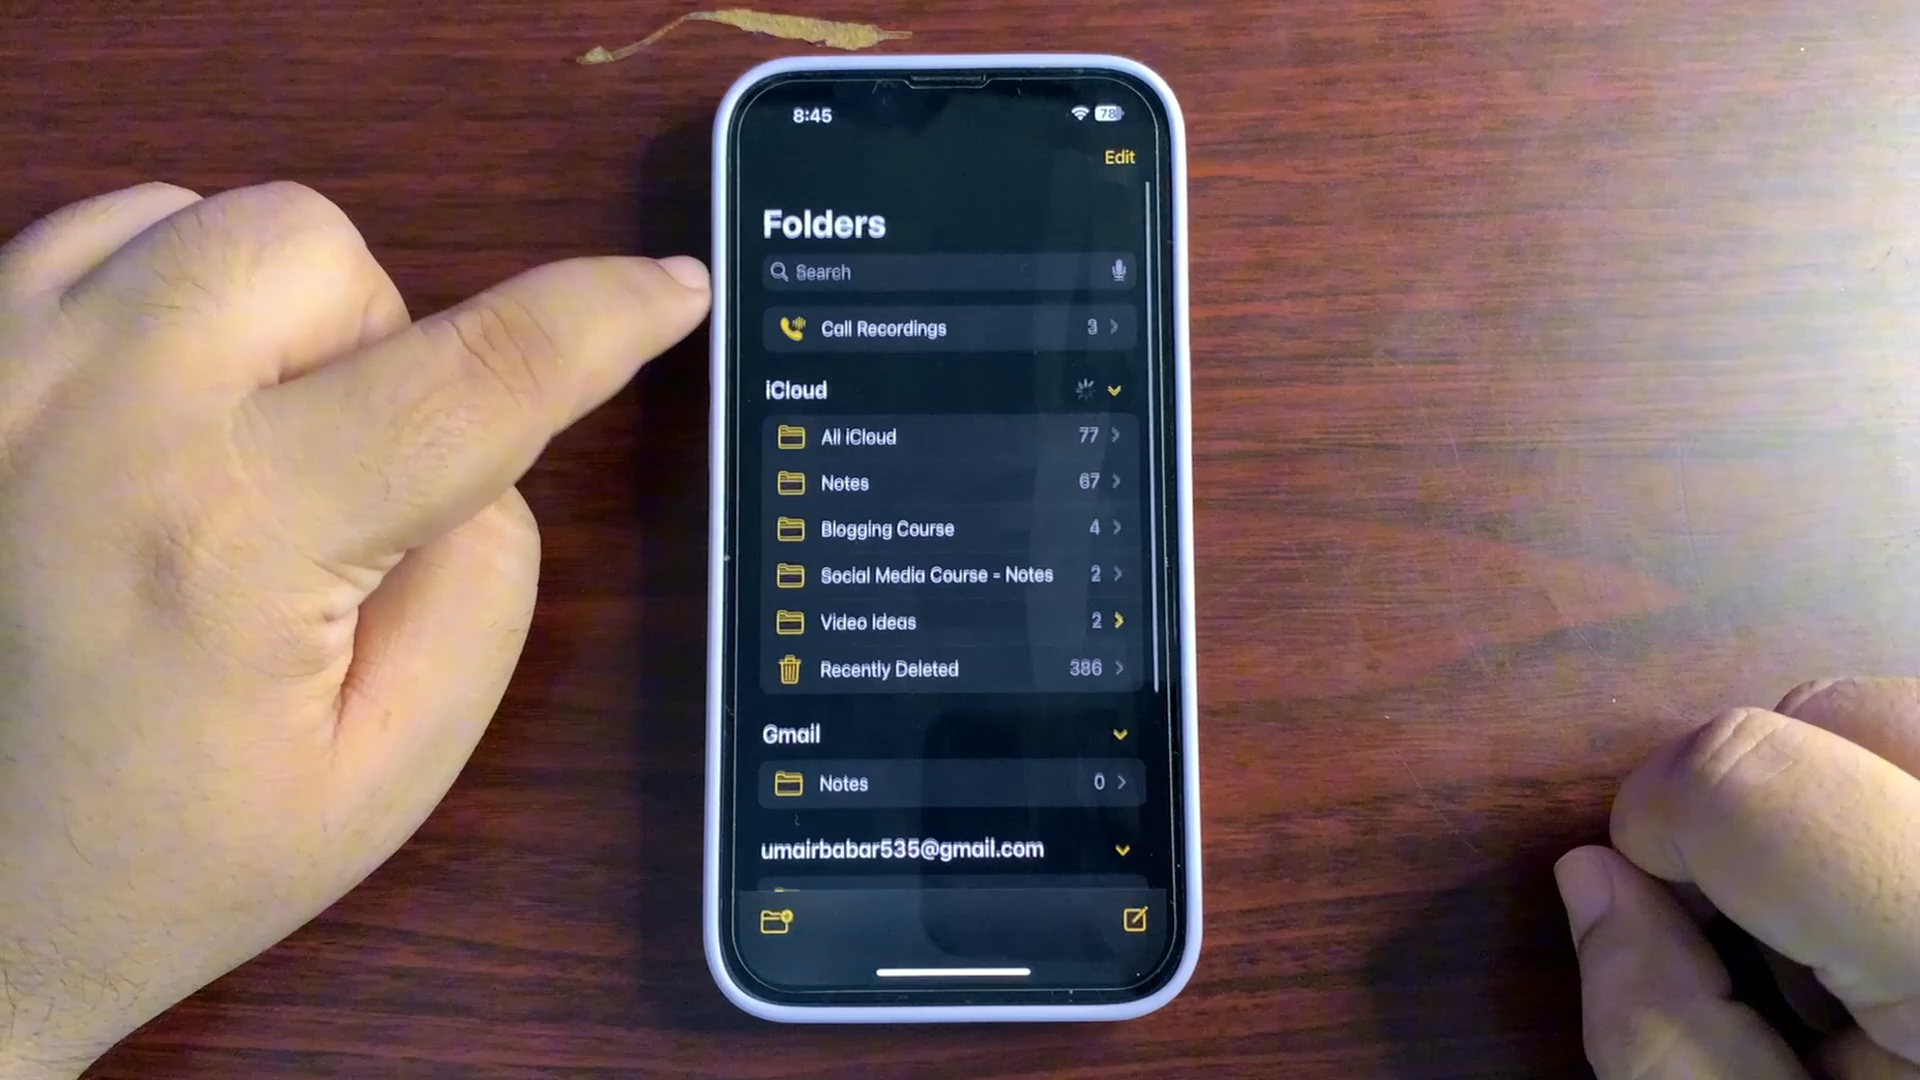 8:45
78
Edit
Folders
Search
Call Recordings 3
iCloud
All iCloud 77
Notes 67
Blogging Course 4
Social Media Course - Notes 2
Video Ideas 2
Recently Deleted 386
Gmail
Notes 0
umairbabar535@gmail.com